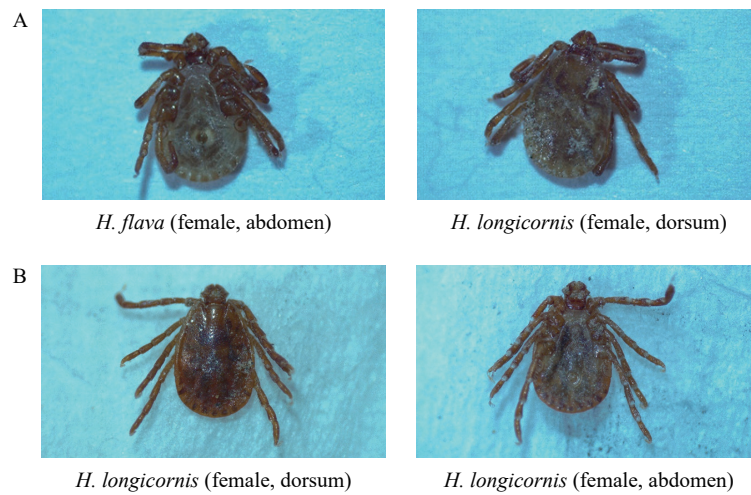 A
H. flava (female, abdomen)
H. longicornis (female, dorsum)
B
H. longicornis (female, dorsum)
H. longicornis (female, abdomen)